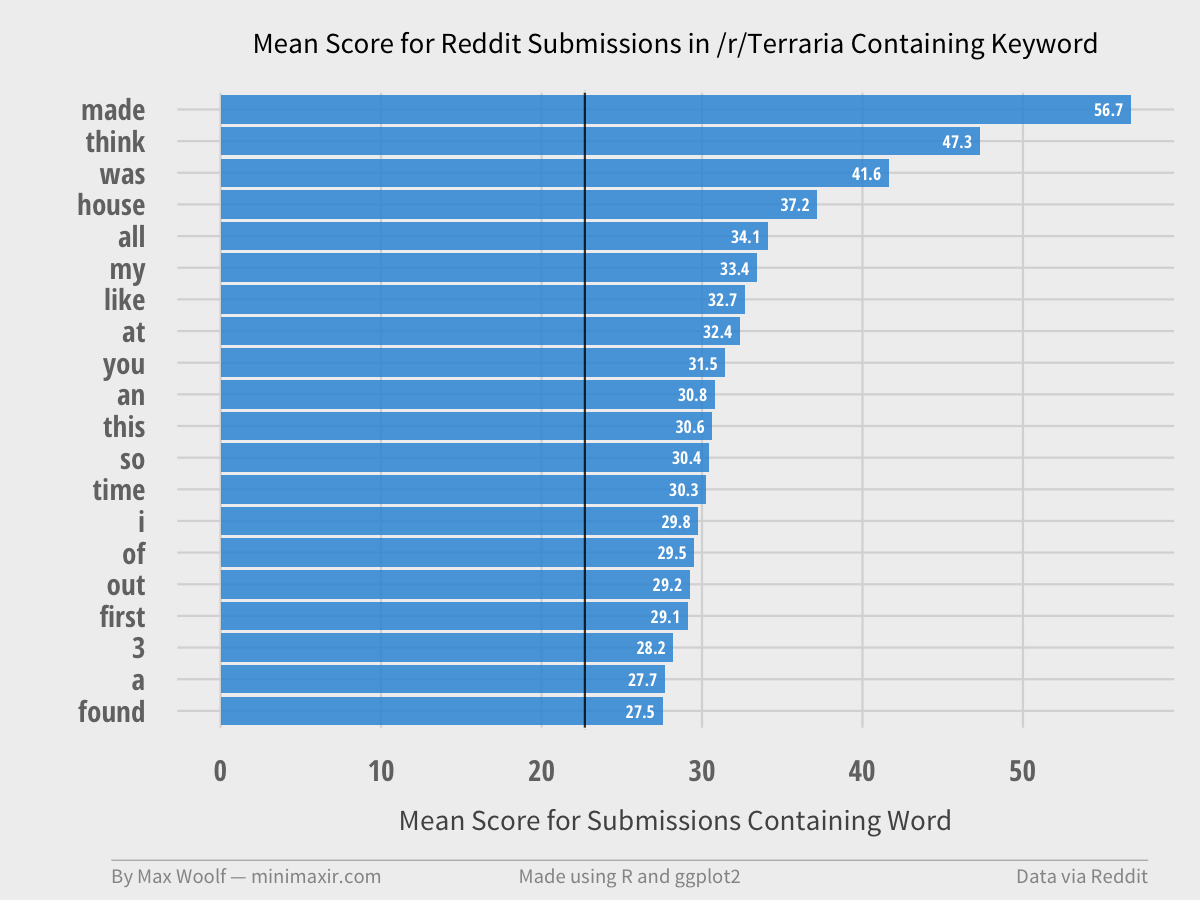 Mean Score for Reddit Submissions in /r/Terraria Containing Keyword
made 56.7
think 47.3
was 41.6
house 37.2
all 34.1
my 33.4
like 32.7
at 32.4
you 31.5
an 30.8
this 30.6
so 30.4
time 30.3
i 29.8
of 29.5
out 29.2
first 29.1
3 28.2
a 27.7
found 27.5
0 10 20 30 40 50
Mean Score for Submissions Containing Word
By Max Woolf — minimaxir.com Made using R and ggplot2 Data via Reddit